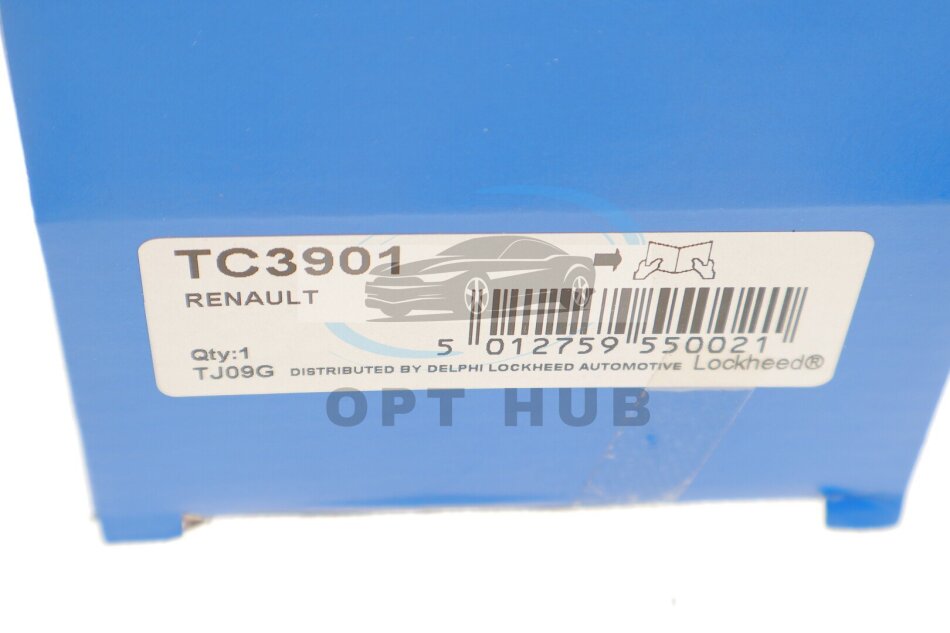 TC3901
RENAULT
5 012759 550021
Qty:1
TJ09G DISTRIBUTED BY DELPHI LOCKHEED AUTOMOTIVE Lockheed®
OPT HUB